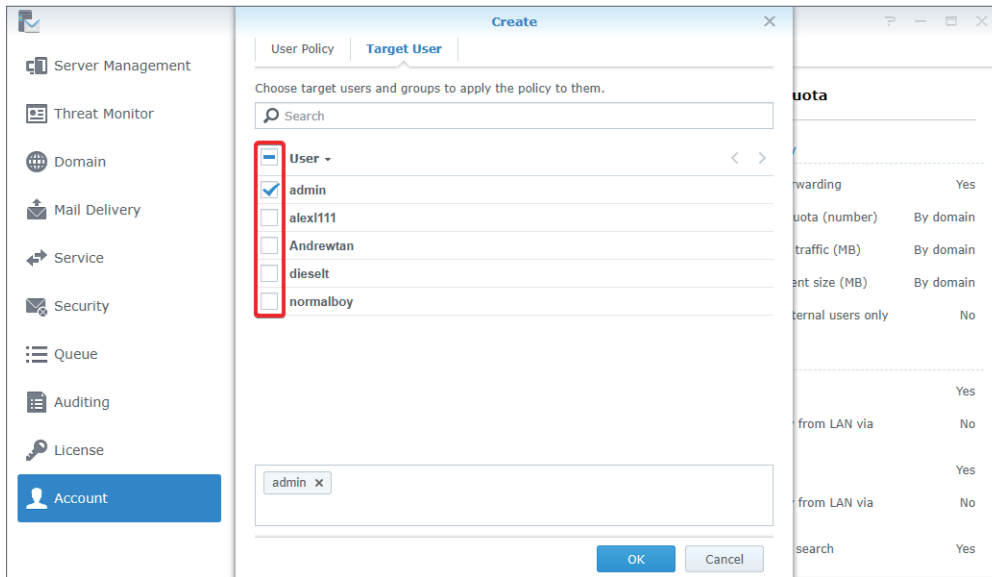 Create
User Policy
Target User
Server Management
Threat Monitor
Domain
Mail Delivery
Service
Security
Queue
Auditing
License
Account
Choose target users and groups to apply the policy to them.
Search
User
admin
alexl111
Andrewtan
dieselt
normalboy
admin x
OK
Cancel
uota
rwarding Yes
uota (number) By domain
traffic (MB) By domain
ent size (MB) By domain
ternal users only No
Yes
from LAN via No
Yes
from LAN via No
search Yes